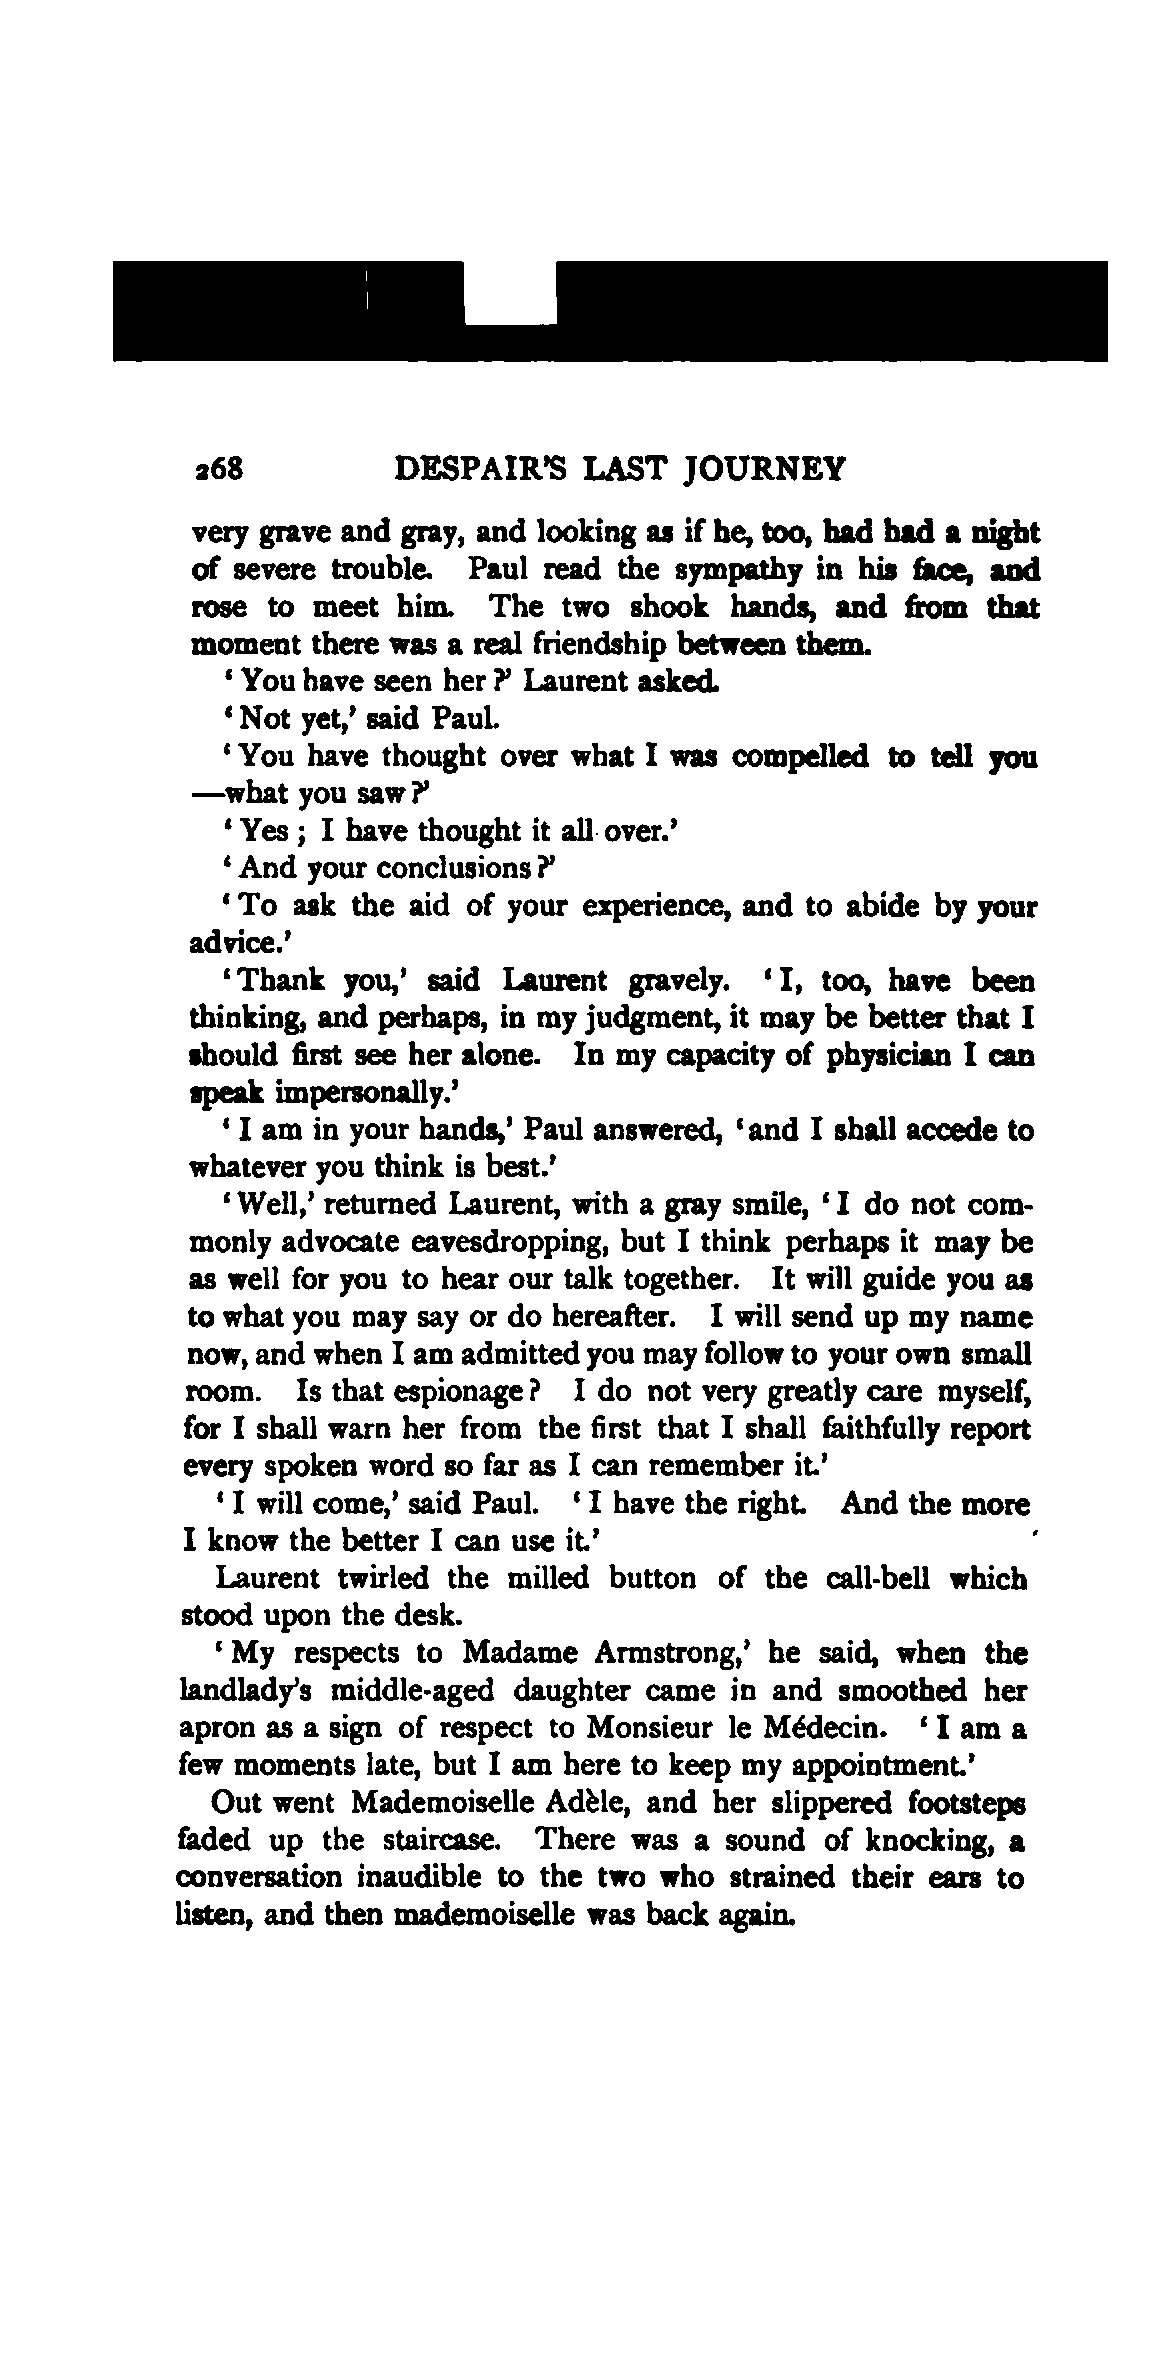 268 DESPAIR'S LAST JOURNEY
very grave and gray, and looking as if he, too, had had a night
of severe trouble. Paul read the sympathy in his face, and
rose to meet him. The two shook hands, and from that
moment there was a real friendship between them.
‘You have seen her?’ Laurent asked.
‘Not yet,’ said Paul.
‘You have thought over what I was compelled to tell you
—what you saw?’
‘Yes; I have thought it all over.’
‘And your conclusions?’
‘To ask the aid of your experience, and to abide by your
advice.’
‘Thank you,’ said Laurent gravely. ‘I, too, have been
thinking, and perhaps, in my judgment, it may be better that I
should first see her alone. In my capacity of physician I can
speak impersonally.’
‘I am in your hands,’ Paul answered, ‘and I shall accede to
whatever you think is best.’
‘Well,’ returned Laurent, with a gray smile, ‘I do not com-
monly advocate eavesdropping, but I think perhaps it may be
as well for you to hear our talk together. It will guide you as
to what you may say or do hereafter. I will send up my name
now, and when I am admitted you may follow to your own small
room. Is that espionage? I do not very greatly care myself,
for I shall warn her from the first that I shall faithfully report
every spoken word so far as I can remember it.’
‘I will come,’ said Paul. ‘I have the right. And the more
I know the better I can use it.’
Laurent twirled the milled button of the call-bell which
stood upon the desk.
‘My respects to Madame Armstrong,’ he said, when the
landlady's middle-aged daughter came in and smoothed her
apron as a sign of respect to Monsieur le Médecin. ‘I am a
few moments late, but I am here to keep my appointment.’
Out went Mademoiselle Adèle, and her slippered footsteps
faded up the staircase. There was a sound of knocking, a
conversation inaudible to the two who strained their ears to
listen, and then mademoiselle was back again.